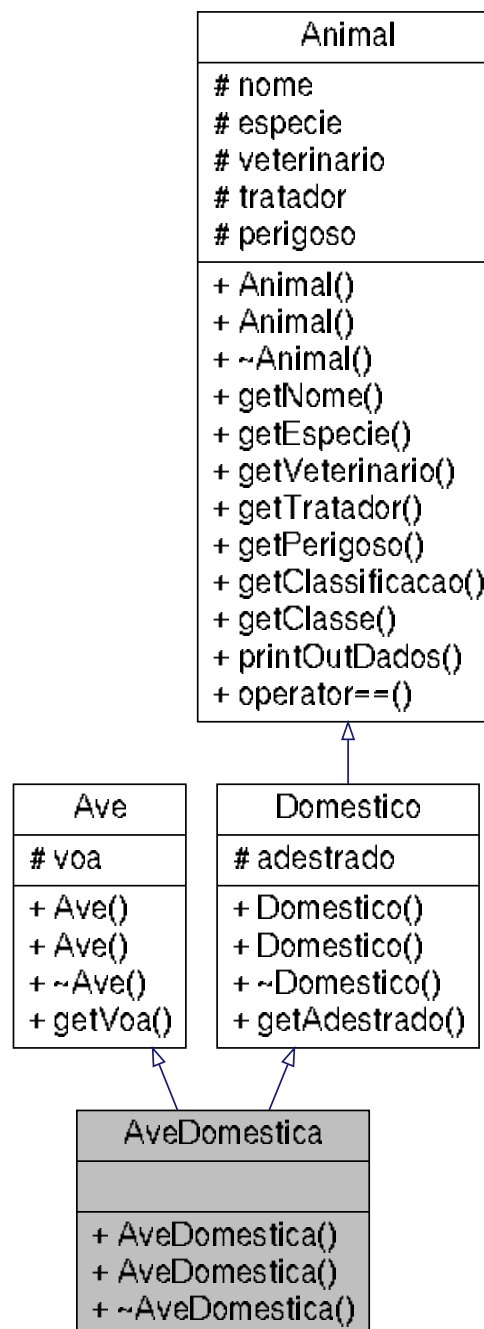 Animal
# nome
# especie
# veterinario
# tratador
# perigoso
+ Animal()
+ Animal()
+ ~Animal()
+ getNome()
+ getEspecie()
+ getVeterinario()
+ getTratador()
+ getPerigoso()
+ getClassificacao()
+ getClasse()
+ printOutDados()
+ operator==()
Ave
# voa
+ Ave()
+ Ave()
+ ~Ave()
+ getVoa()
Domestico
# adestrado
+ Domestico()
+ Domestico()
+ ~Domestico()
+ getAdestrado()
AveDomestica
+ AveDomestica()
+ AveDomestica()
+ ~AveDomestica()